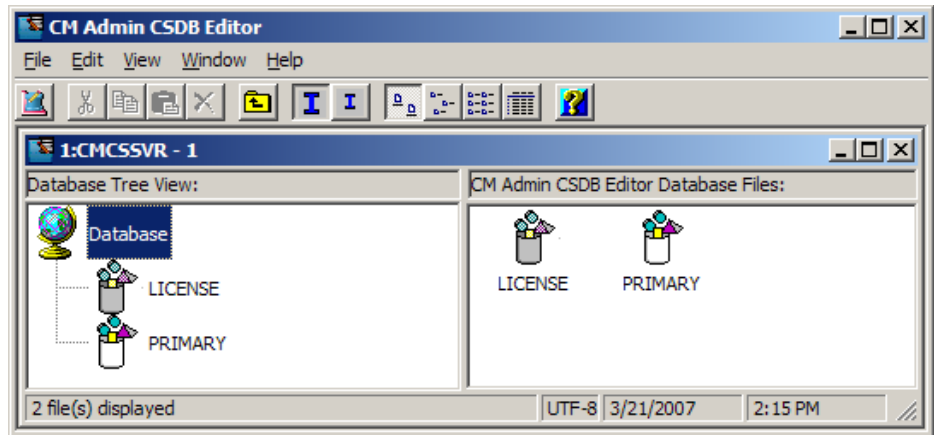 CM Admin CSDB Editor
File Edit View Window Help
1:CMCSSVR - 1
Database Tree View:
CM Admin CSDB Editor Database Files:
Database
LICENSE
PRIMARY
LICENSE
PRIMARY
2 file(s) displayed
UTF-8
3/21/2007
2:15 PM